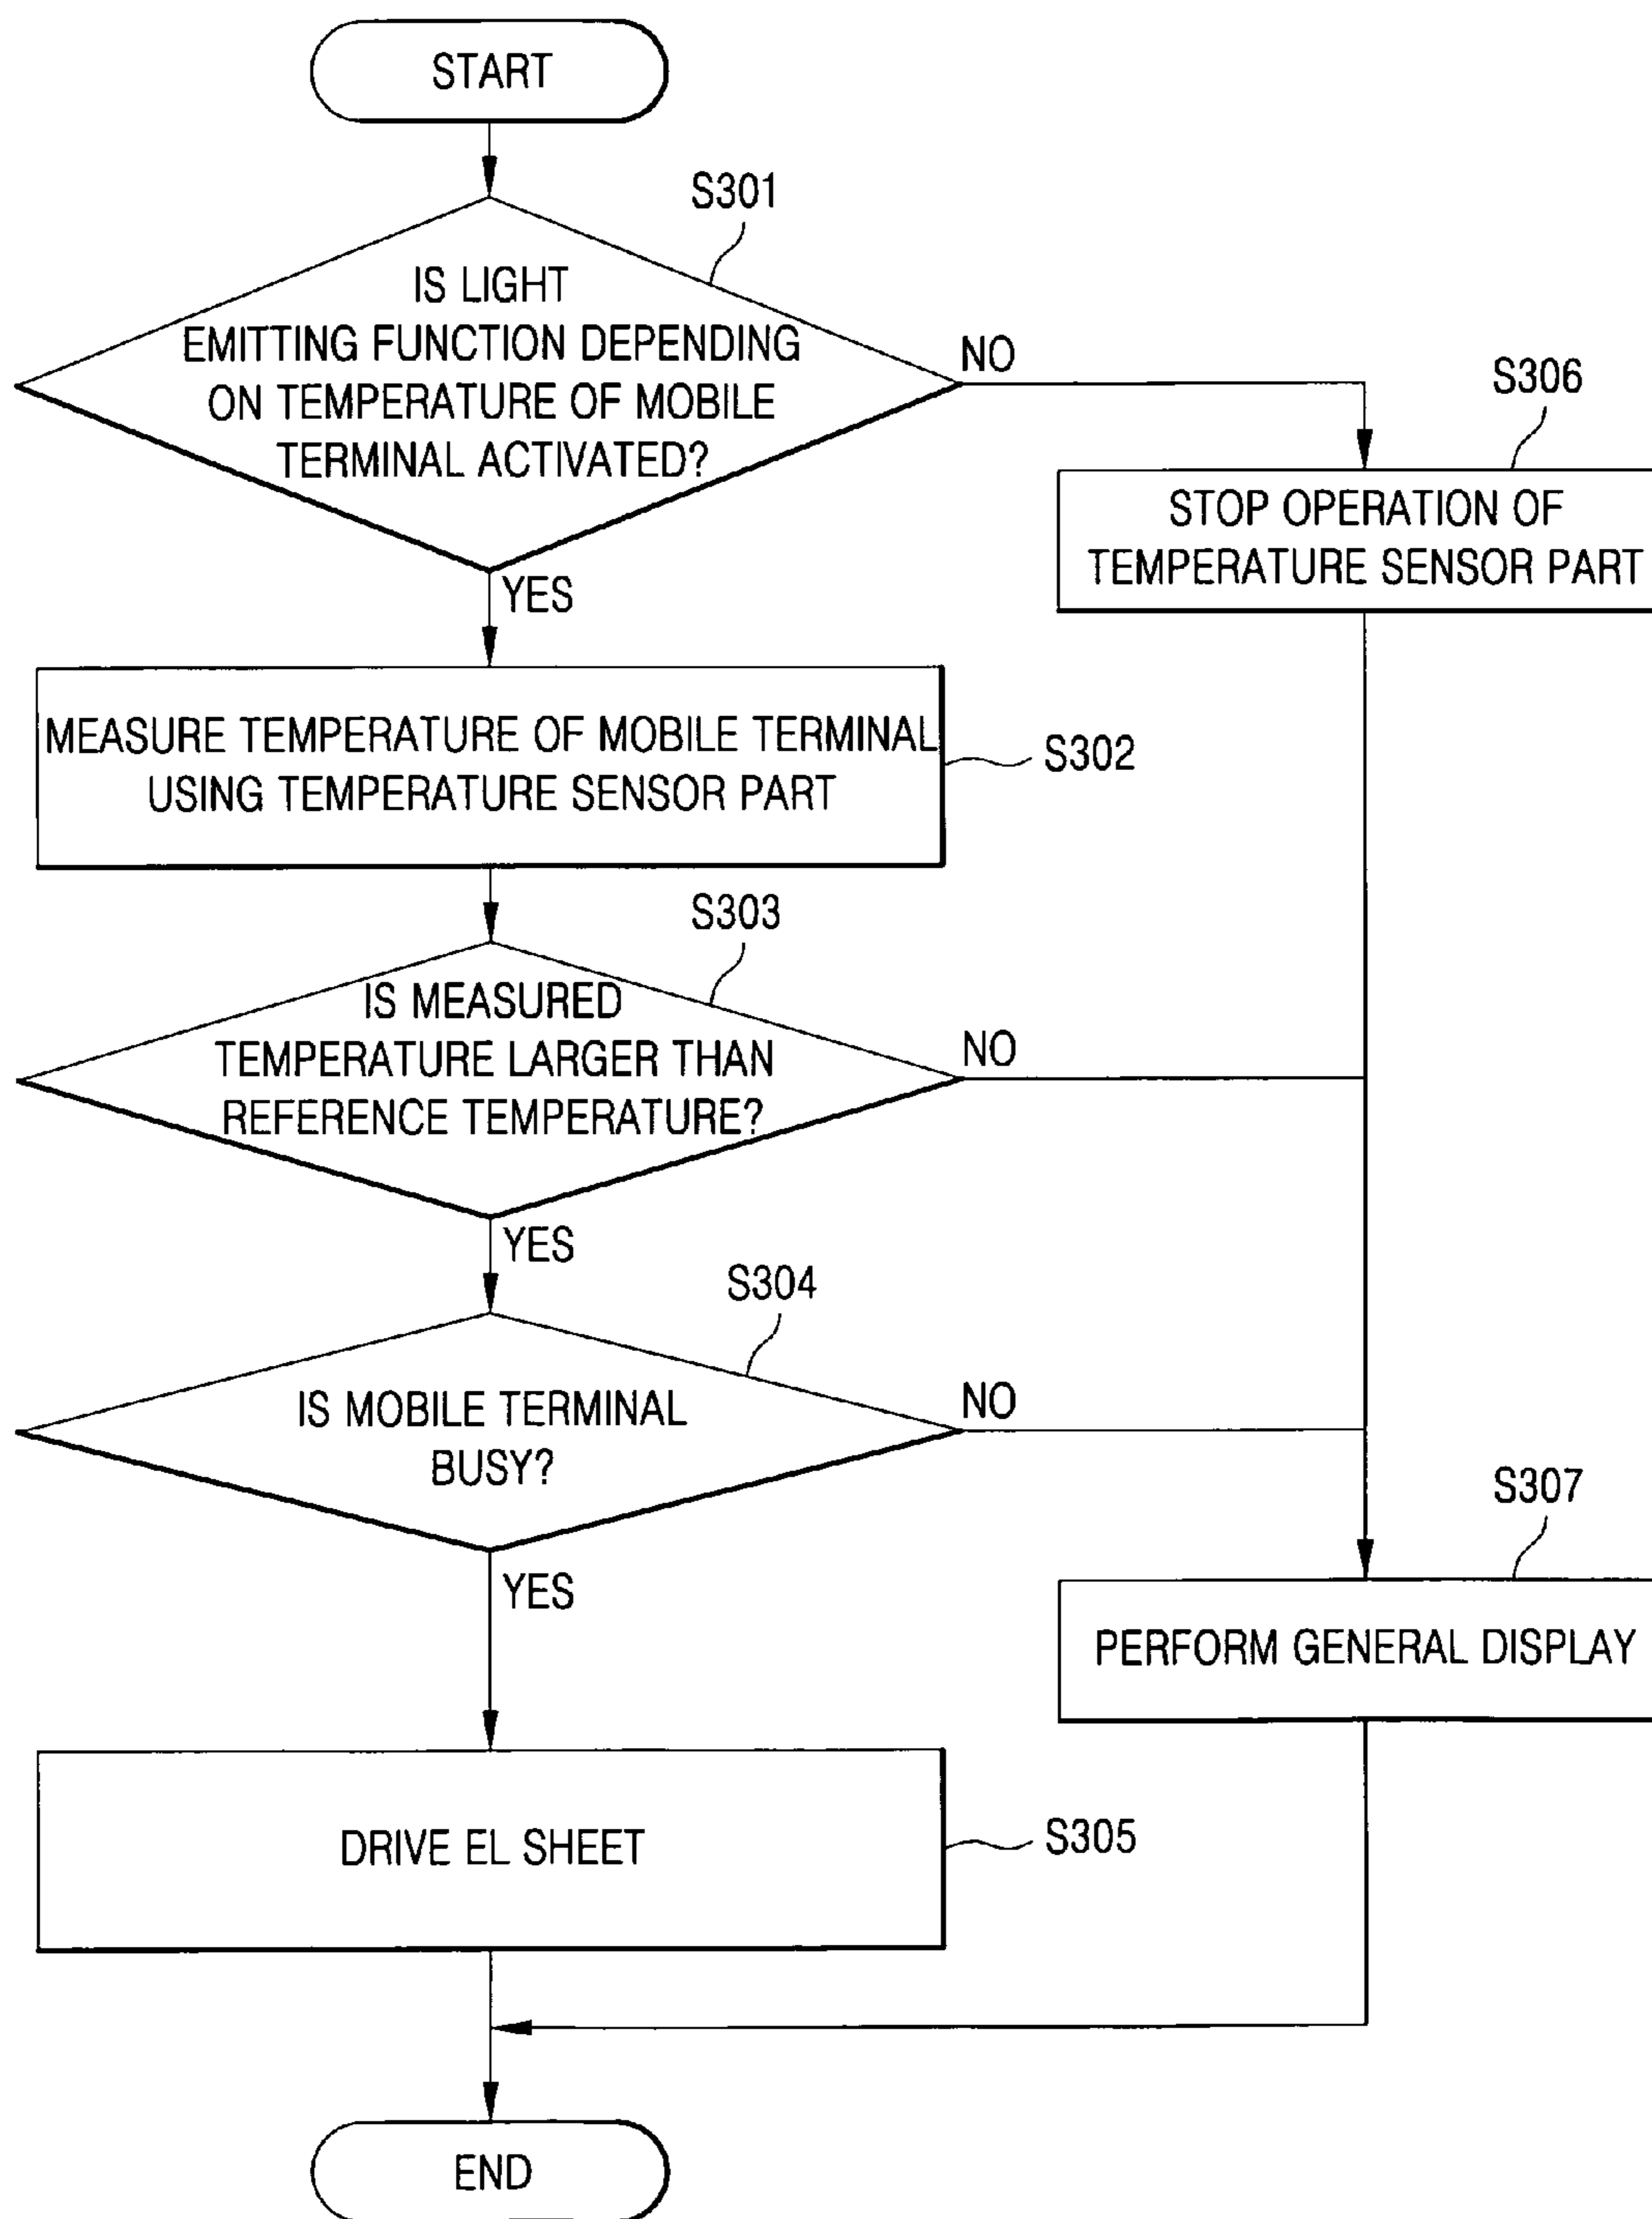 START
S301
IS LIGHT
EMITTING FUNCTION DEPENDING
ON TEMPERATURE OF MOBILE
TERMINAL ACTIVATED?
NO
YES
S306
STOP OPERATION OF
TEMPERATURE SENSOR PART
MEASURE TEMPERATURE OF MOBILE TERMINAL
USING TEMPERATURE SENSOR PART
S302
S303
IS MEASURED
TEMPERATURE LARGER THAN
REFERENCE TEMPERATURE?
NO
YES
S304
IS MOBILE TERMINAL
BUSY?
NO
YES
S307
PERFORM GENERAL DISPLAY
DRIVE EL SHEET
S305
END